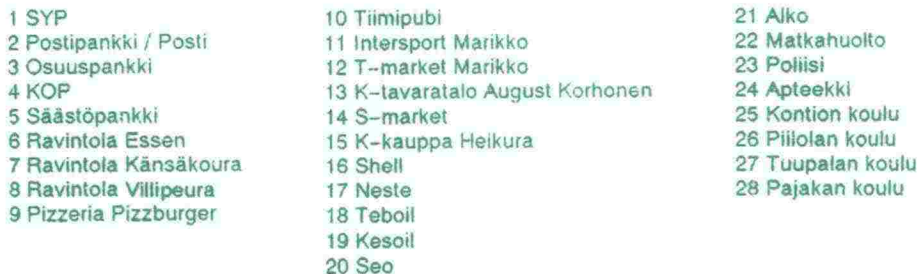 1 SYP
2 Postipankki / Posti
3 Osuuspankki
4 KOP
5 Säästöpankki
6 Ravintola Essen
7 Ravintola Känsäkoura
8 Ravintola Villipeura
9 Pizzeria Pizzburger
10 Tiimipubi
11 Intersport Marikko
12 T-market Marikko
13 K-tavaratalo August Korhonen
14 S-market
15 K-kauppa Heikura
16 Shell
17 Neste
18 Teboil
19 Kesoil
20 Seo
21 Alko
22 Matkahuolto
23 Poliisi
24 Apteekki
25 Kontion koulu
26 Piilolan koulu
27 Tuupalan koulu
28 Pajakan koulu